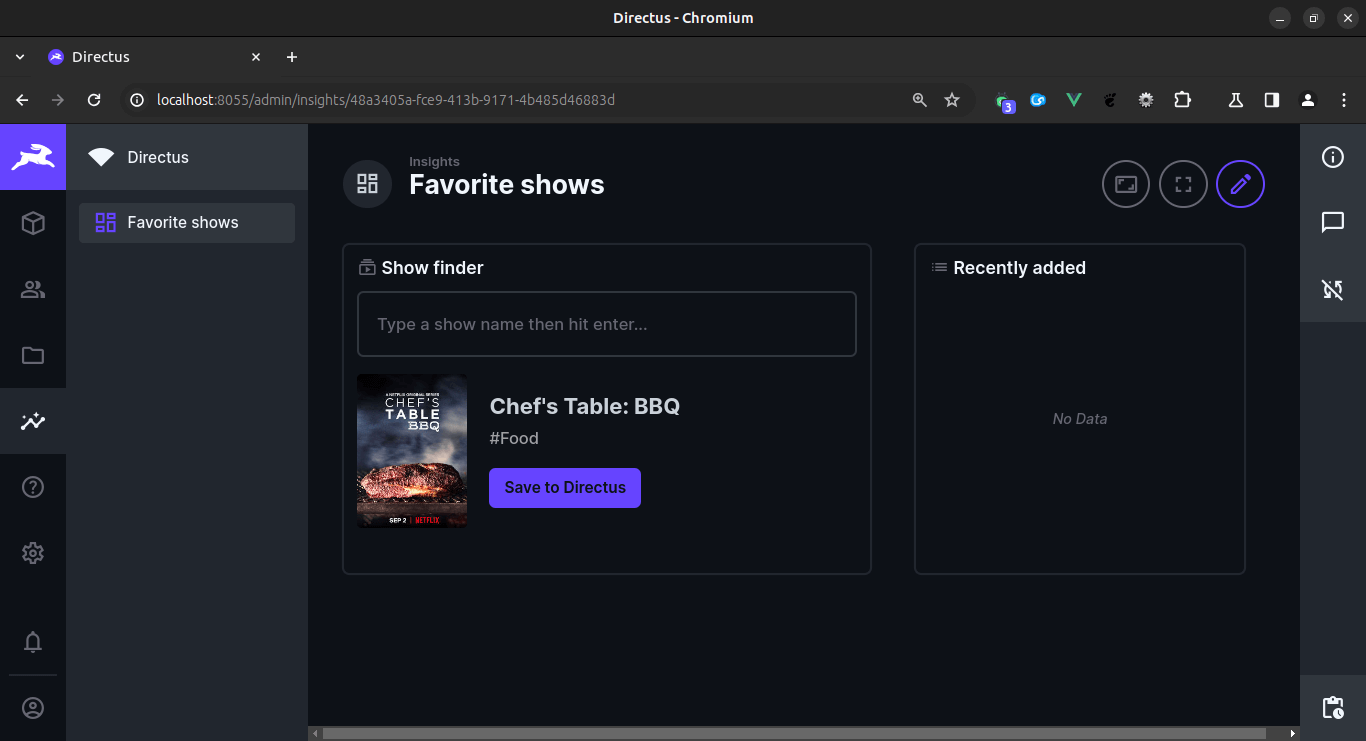 Directus - Chromium
Directus
localhost:8055/admin/insights/48a3405a-fce9-413b-9171-4b485d46883d
3
Directus
Favorite shows
Insights
Favorite shows
Show finder
Type a show name then hit enter...
A NETFLIX ORIGINAL SERIES
CHEF'S
TABLE
BBQ
SEP 2 | NETFLIX
Chef's Table: BBQ
#Food
Save to Directus
Recently added
No Data